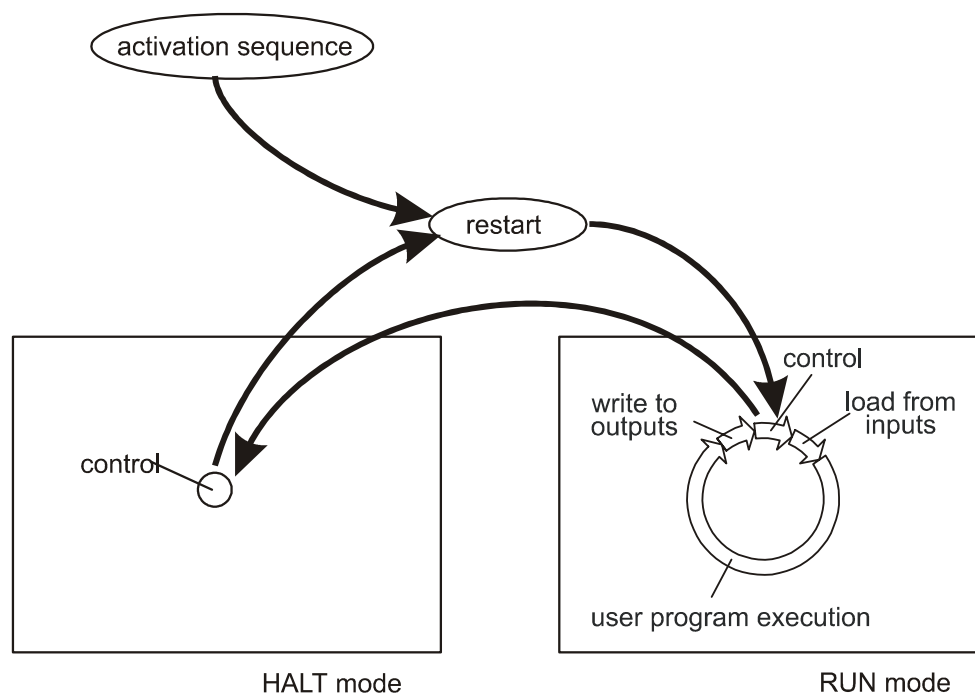 activation sequence
restart
control
write to
outputs
load from
inputs
control
user program execution
HALT mode
RUN mode